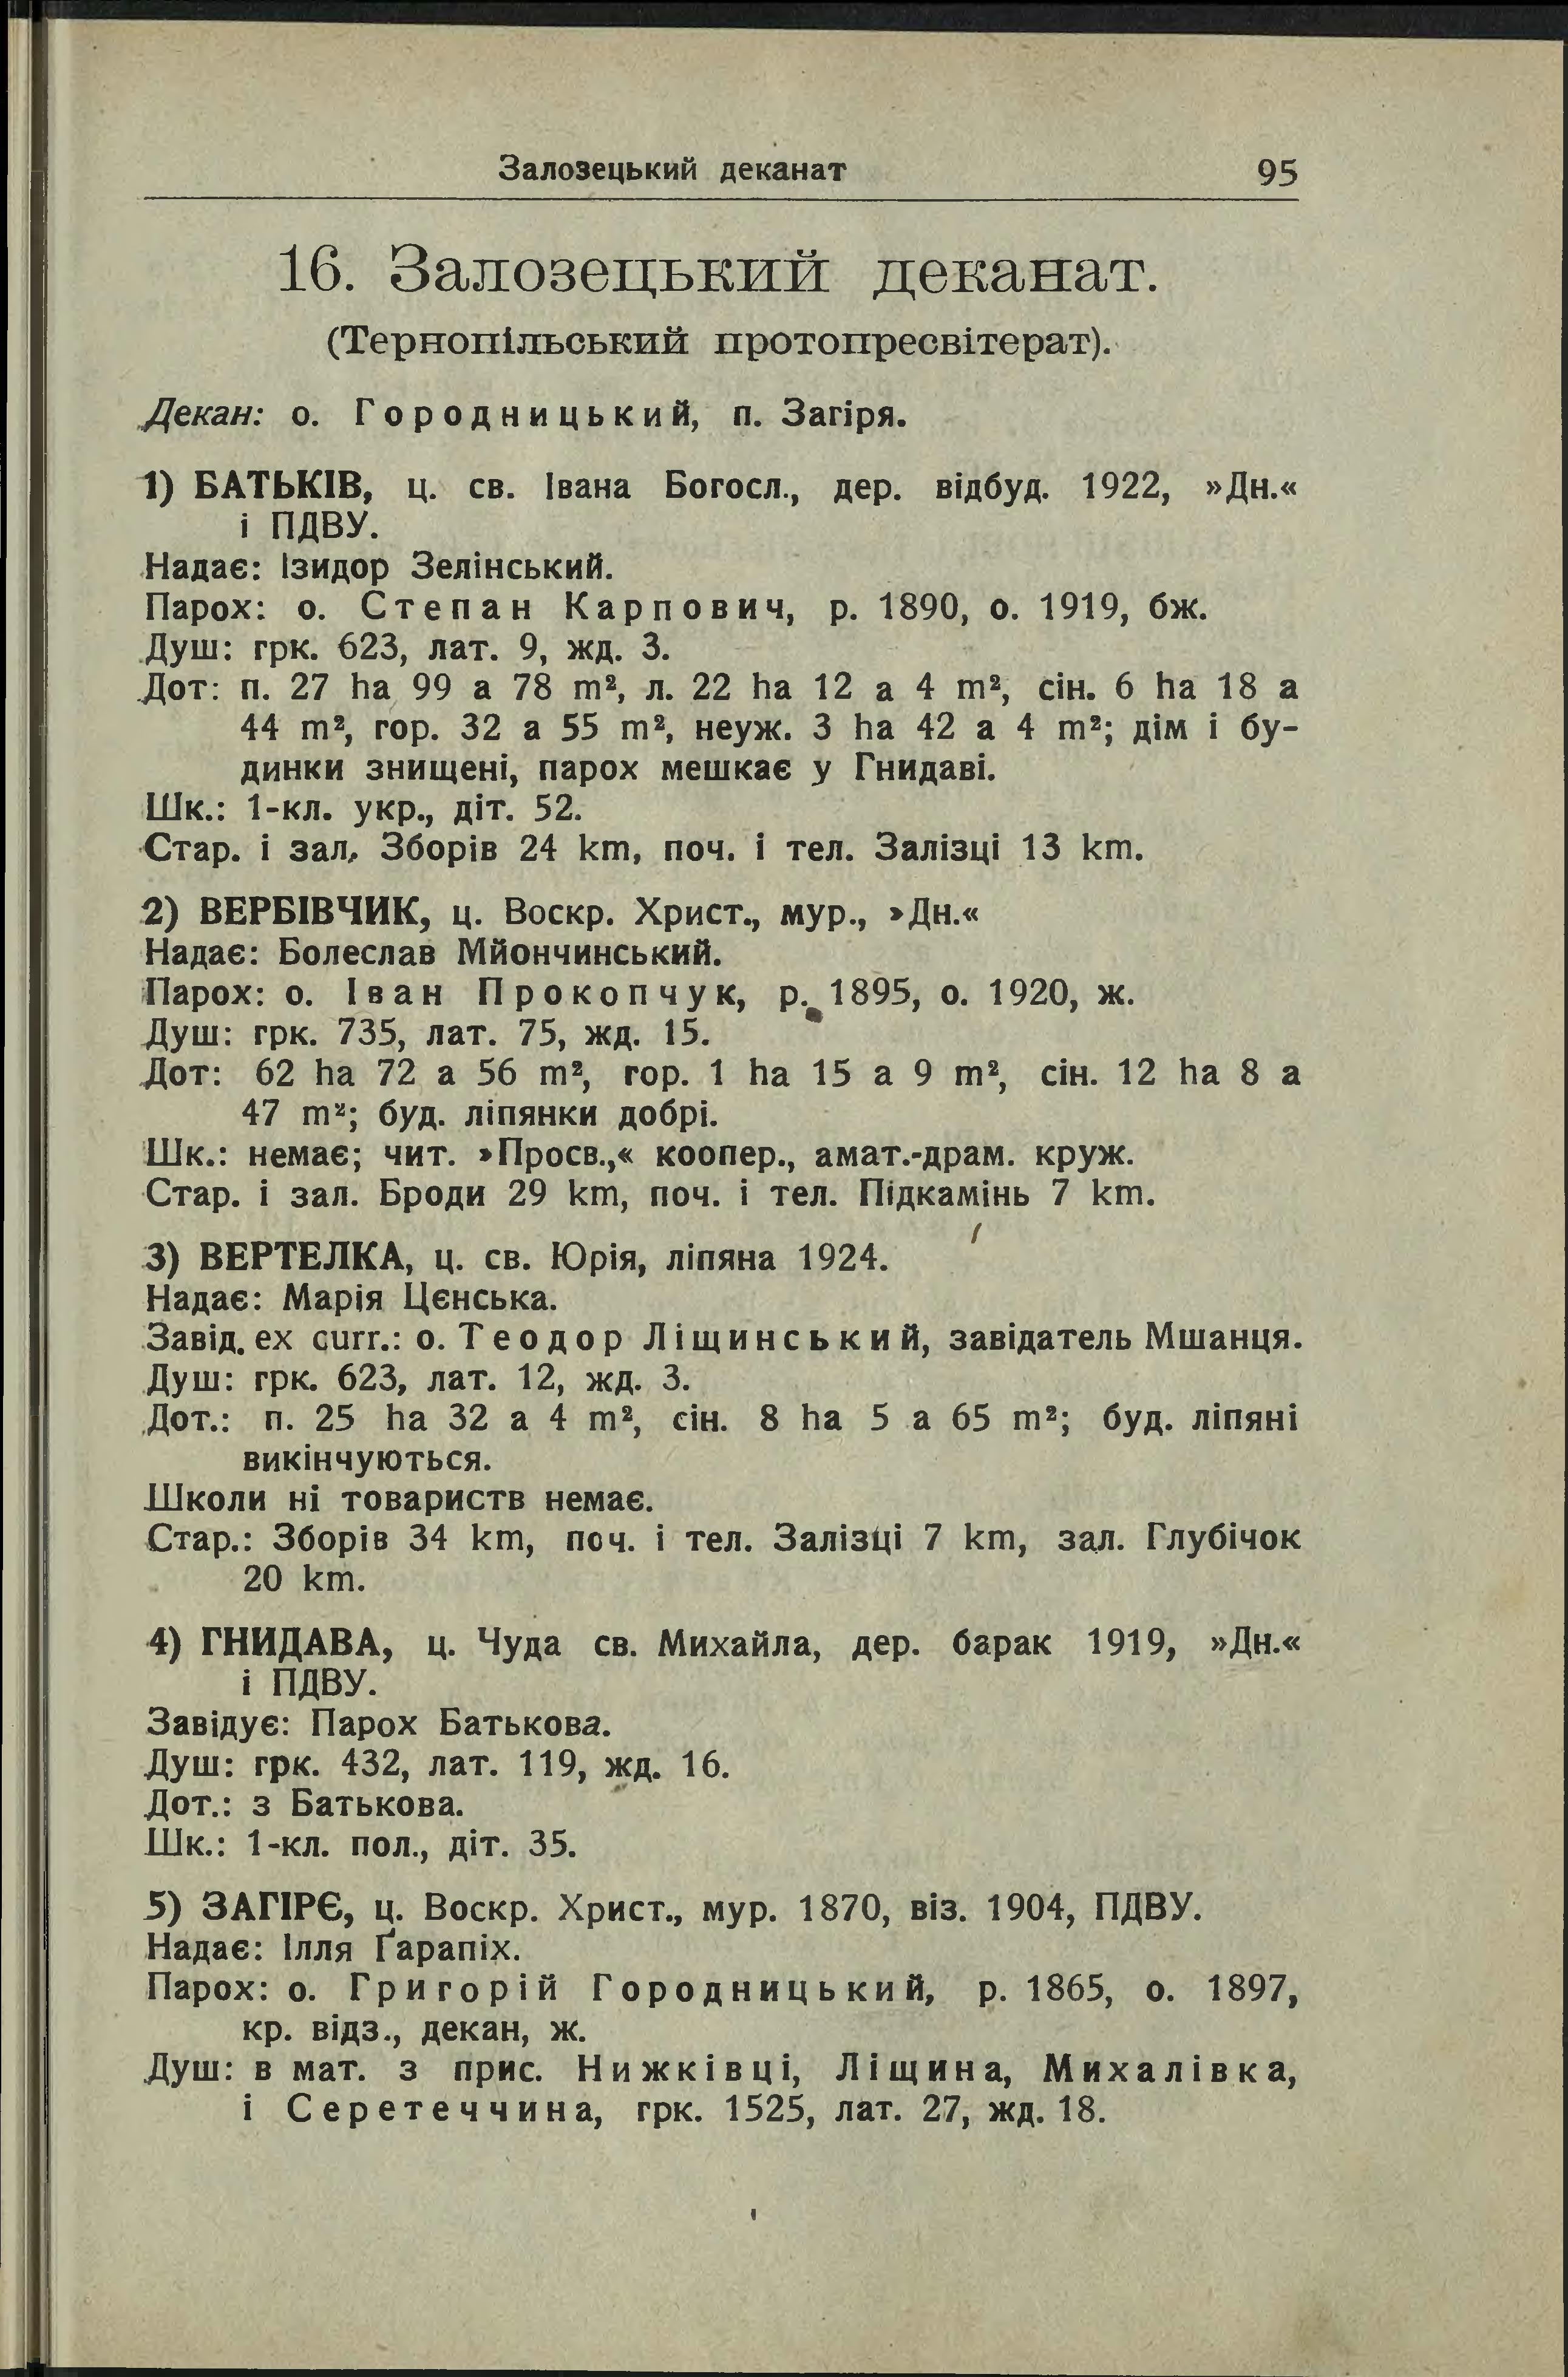 Залозецький деканат 95
16. Залозецький деканат.
(Тернопільський протопресвітерат).
Декан: о. Городницький, п. Загіря.
1) БАТЬКІВ, ц. св. Івана Богосл., дер. відбуд. 1922, »Дн.«
і ПДВУ.
Надає: Ізидор Зелінський.
Парох: о. Степан Карпович, р. 1890, о. 1919, бж.
Душ: грк. 623, лат. 9, жд. 3.
Дот: п. 27 ha 99 a 78 m², л. 22 ha 12 a 4 m², сін. 6 ha 18 a
44 m², гор. 32 a 55 m², неуж. 3 ha 42 a 4 m²; дім і бу-
динки знищені, парох мешкає у Гнидаві.
Шк.: 1-кл. укр., діт. 52.
Стар. і зал, Зборів 24 km, поч. і тел. Залізці 13 km.
2) ВЕРБІВЧИК, ц. Воскр. Христ., мур., »Дн.«
Надає: Болеслав Мйончинський.
Парох: о. Іван Прокопчук, р. 1895, о. 1920, ж.
Душ: грк. 735, лат. 75, жд. 15.
Дот: 62 ha 72 a 56 m², гор. 1 ha 15 a 9 m², сін. 12 ha 8 a
47 m²; буд. ліпянки добрі.
Шк.: немає; чит. »Просв.,« коопер., амат.-драм. круж.
Стар. і зал. Броди 29 km, поч. і тел. Підкамінь 7 km.
3) ВЕРТЕЛКА, ц. св. Юрія, ліпяна 1924.
Надає: Марія Цєнська.
Завід. ex curr.: о. Теодор Ліщинський, завідатель Мшанця.
Душ: грк. 623, лат. 12, жд. 3.
Дот.: п. 25 ha 32 a 4 m², сін. 8 ha 5 a 65 m²; буд. ліпяні
викінчуються.
Школи ні товариств немає.
Стар.: Зборів 34 km, поч. і тел. Залізці 7 km, зал. Глубічок
20 km.
4) ГНИДАВА, ц. Чуда св. Михайла, дер. барак 1919, »Дн.«
і ПДВУ.
Завідує: Парох Батькова.
Душ: грк. 432, лат. 119, жд. 16.
Дот.: з Батькова.
Шк.: 1-кл. пол., діт. 35.
5) ЗАГІРЄ, ц. Воскр. Христ., мур. 1870, віз. 1904, ПДВУ.
Надає: Ілля Ґарапіх.
Парох: о. Григорій Городницький, р. 1865, о. 1897,
кр. відз., декан, ж.
Душ: в мат. з прис. Нижківці, Ліщина, Михалівка,
і Серетеччина, грк. 1525, лат. 27, жд. 18.